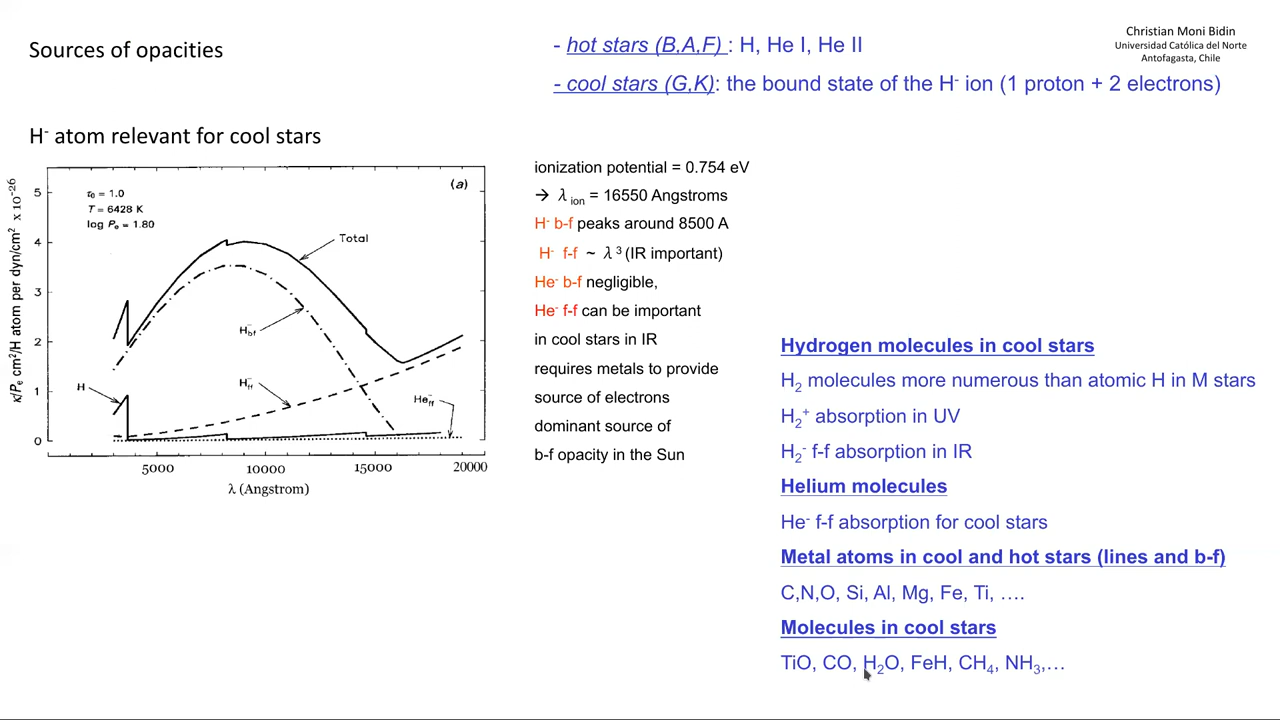 Sources of opacities
- hot stars (B,A,F) : H, He I, He II
- cool stars (G,K): the bound state of the H⁻ ion (1 proton + 2 electrons)
Christian Moni Bidin
Universidad Católica del Norte
Antofagasta, Chile
H⁻ atom relevant for cool stars
κ/Pₑ cm²/H atom per dyn/cm² x 10⁻²⁶
5
4
3
2
1
0
τₑ = 1.0
T = 6428 K
log Pₑ = 1.80
(a)
Total
H⁻bf
H⁻ff
H
He⁻ff
5000
10000
15000
20000
λ (Angstrom)
ionization potential = 0.754 eV
→ λ ion = 16550 Angstroms
H⁻ b-f peaks around 8500 A
H⁻ f-f ~ λ ³ (IR important)
He⁻ b-f negligible,
He⁻ f-f can be important
in cool stars in IR
requires metals to provide
source of electrons
dominant source of
b-f opacity in the Sun
Hydrogen molecules in cool stars
H₂ molecules more numerous than atomic H in M stars
H₂⁺ absorption in UV
H₂⁻ f-f absorption in IR
Helium molecules
He⁻ f-f absorption for cool stars
Metal atoms in cool and hot stars (lines and b-f)
C,N,O, Si, Al, Mg, Fe, Ti, ….
Molecules in cool stars
TiO, CO, H₂O, FeH, CH₄, NH₃,…